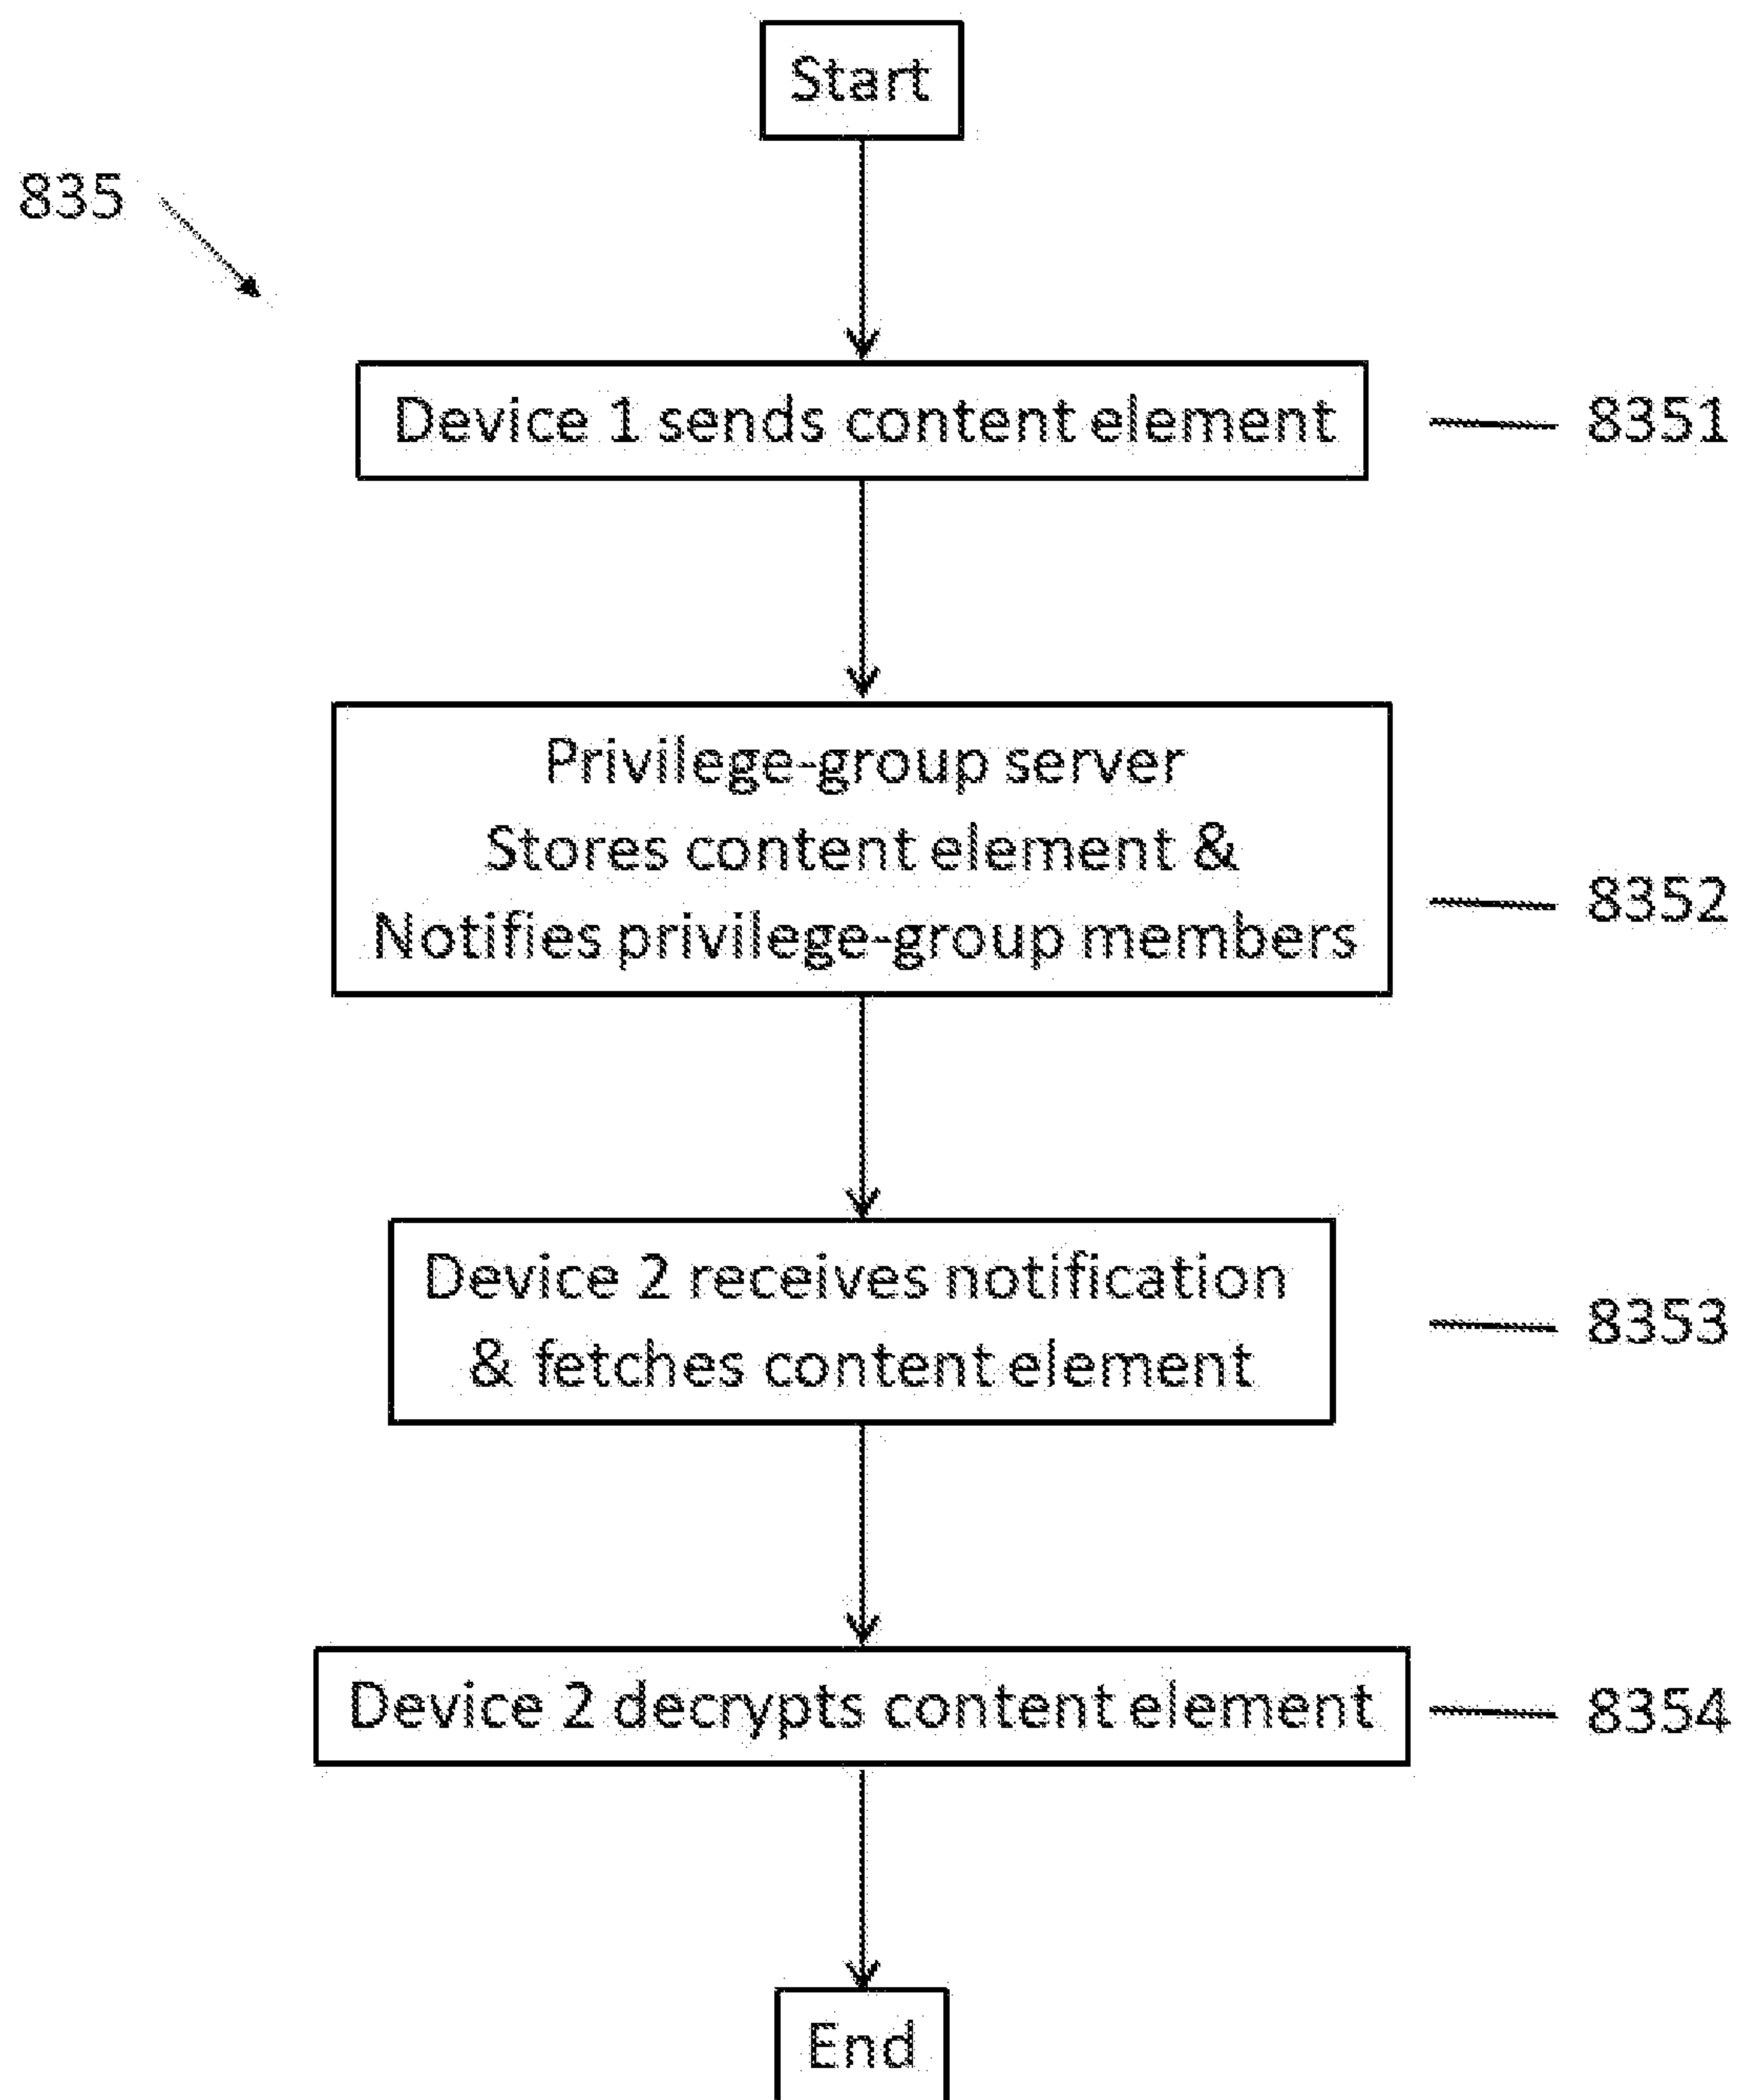 Start
835
Device 1 sends content element
8351
Privilege-group server
Stores content element &
Notifies privilege-group members
8352
Device 2 receives notification
& fetches content element
8353
Device 2 decrypts content element
8354
End